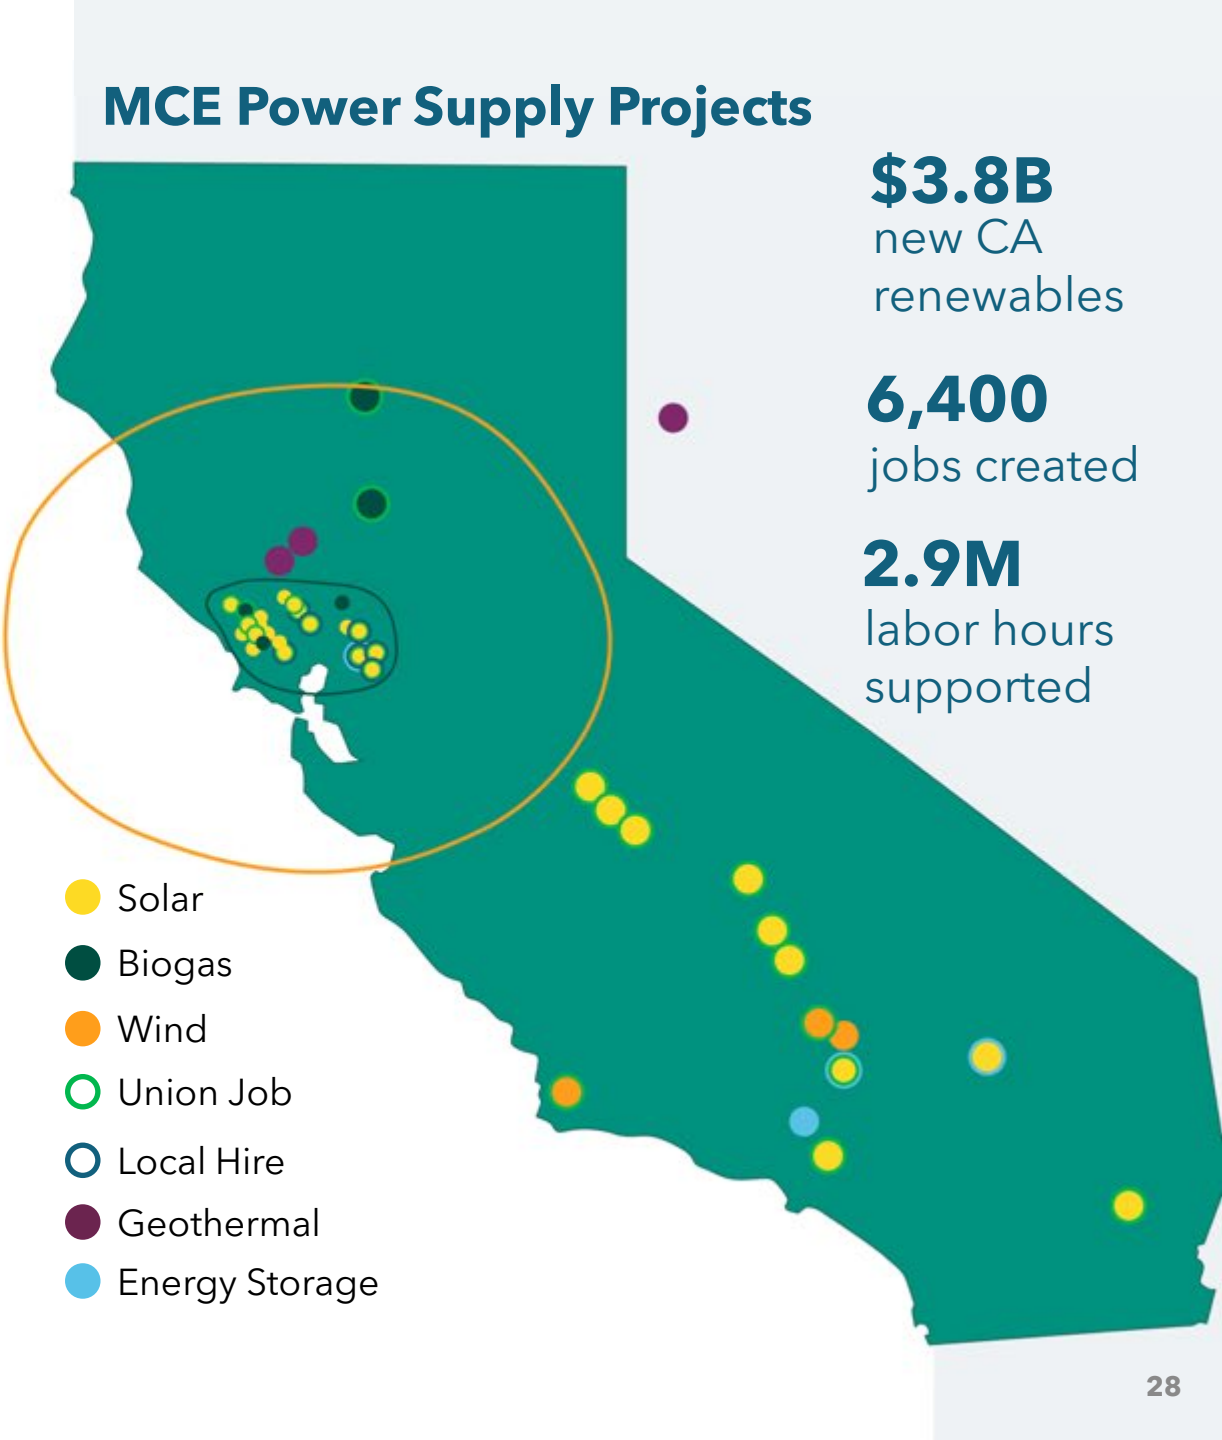 MCE Power Supply Projects
$3.8B
new CA
renewables
6,400
jobs created
2.9M
labor hours
supported
Solar
Biogas
Wind
Union Job
Local Hire
Geothermal
Energy Storage
28